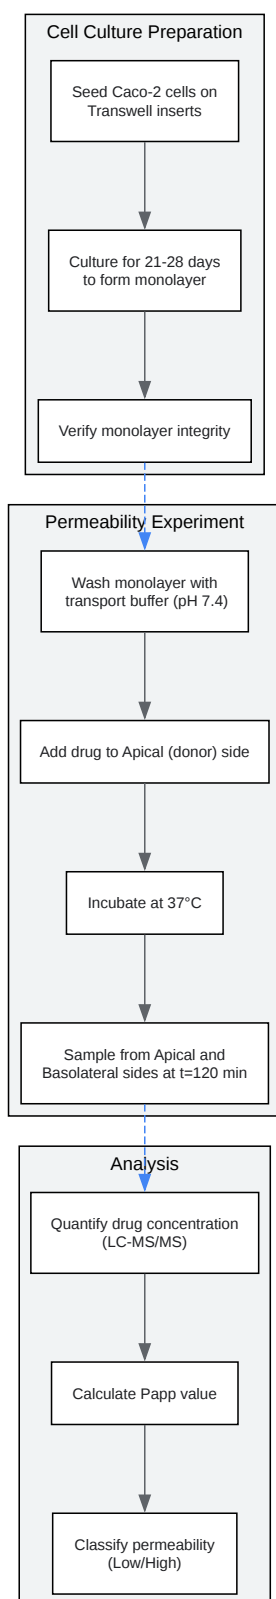 Cell Culture Preparation
Seed Caco-2 cells on
Transwell inserts
Culture for 21-28 days
to form monolayer
Verify monolayer integrity
Permeability Experiment
Wash monolayer with
transport buffer (pH 7.4)
Add drug to Apical (donor) side
Incubate at 37°C
Sample from Apical and
Basolateral sides at t=120 min
Analysis
Quantify drug concentration
(LC-MS/MS)
Calculate Papp value
Classify permeability
(Low/High)